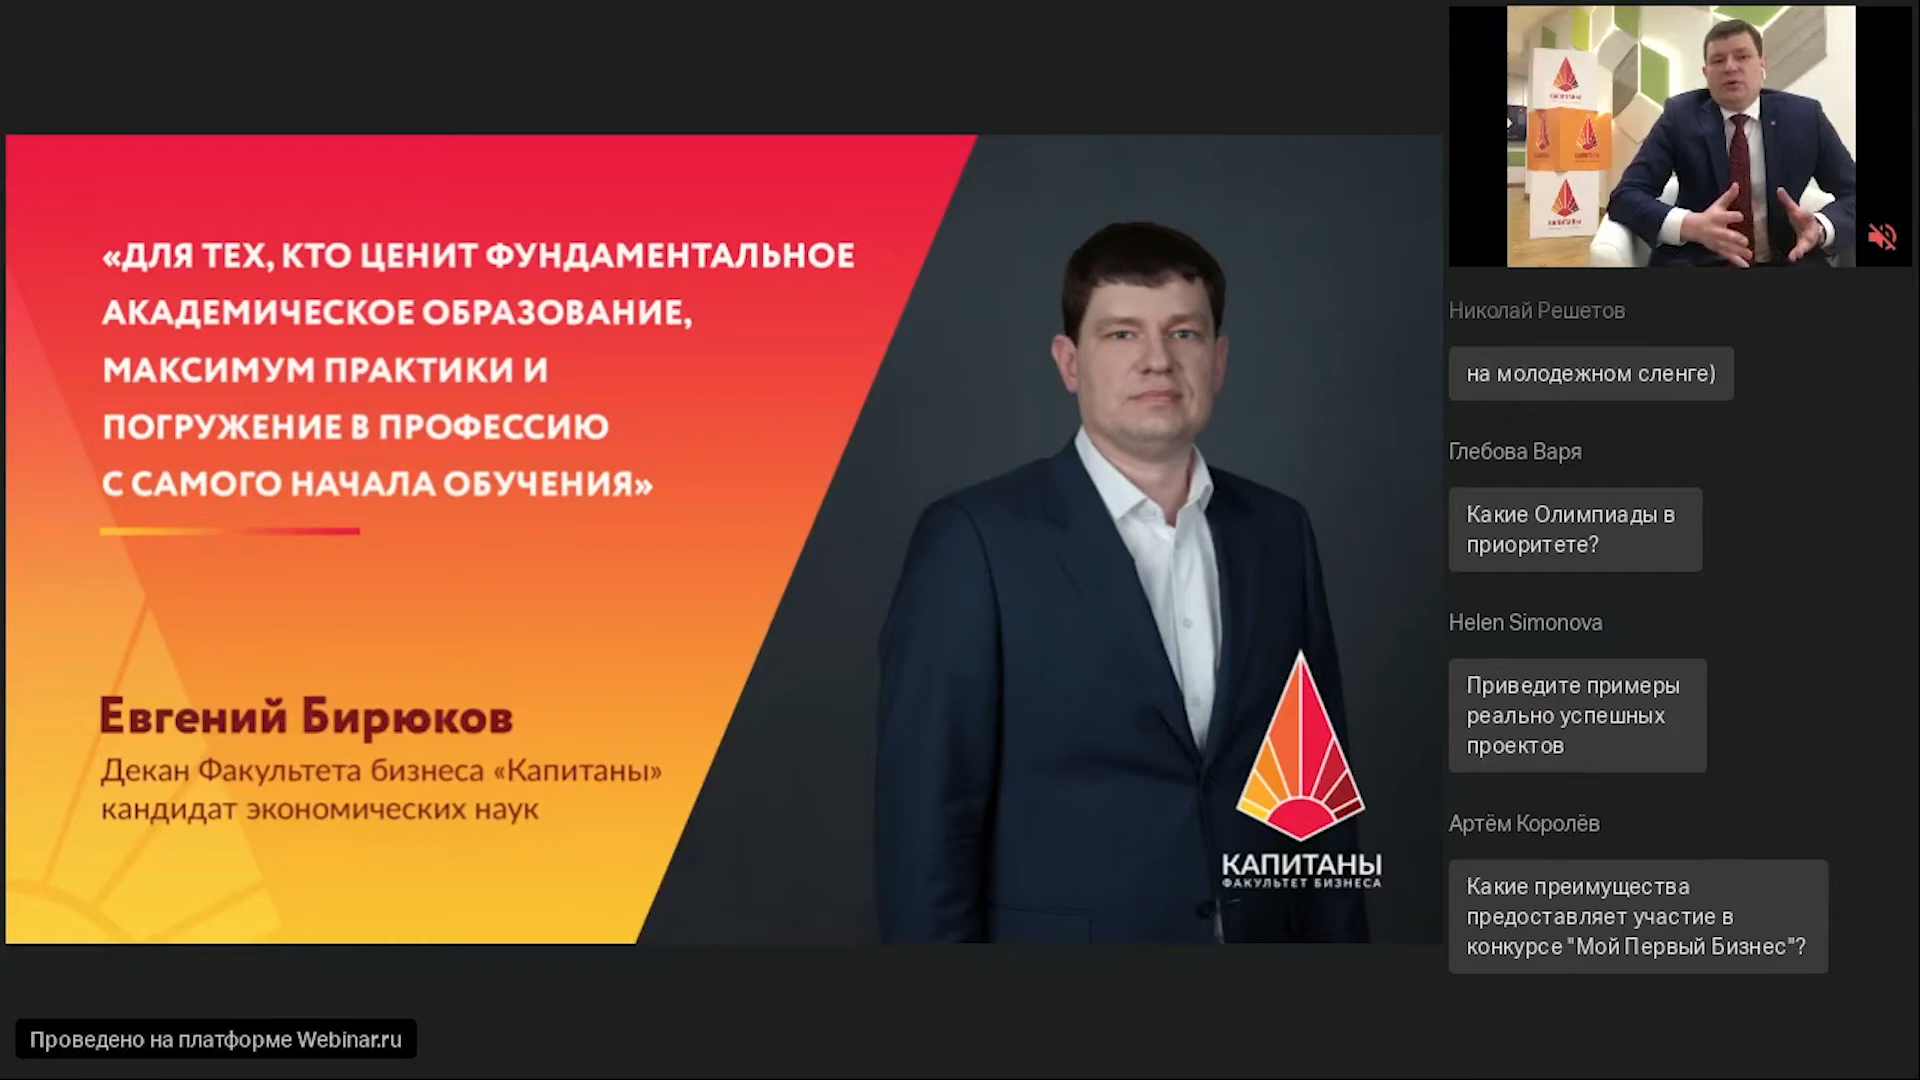 «ДЛЯ ТЕХ, КТО ЦЕНИТ ФУНДАМЕНТАЛЬНОЕ
АКАДЕМИЧЕСКОЕ ОБРАЗОВАНИЕ,
МАКСИМУМ ПРАКТИКИ И
ПОГРУЖЕНИЕ В ПРОФЕССИЮ
С САМОГО НАЧАЛА ОБУЧЕНИЯ»
Евгений Бирюков
Декан Факультета бизнеса «Капитаны»
кандидат экономических наук
КАПИТАНЫ
ФАКУЛЬТЕТ БИЗНЕСА
Проведено на платформе Webinar.ru
КАПИТАНЫ
КАПИТАНЫ
КАПИТАНЫ
Николай Решетов
на молодежном сленге)
Глебова Варя
Какие Олимпиады в
приоритете?
Helen Simonova
Приведите примеры
реально успешных
проектов
Артём Королёв
Какие преимущества
предоставляет участие в
конкурсе "Мой Первый Бизнес"?